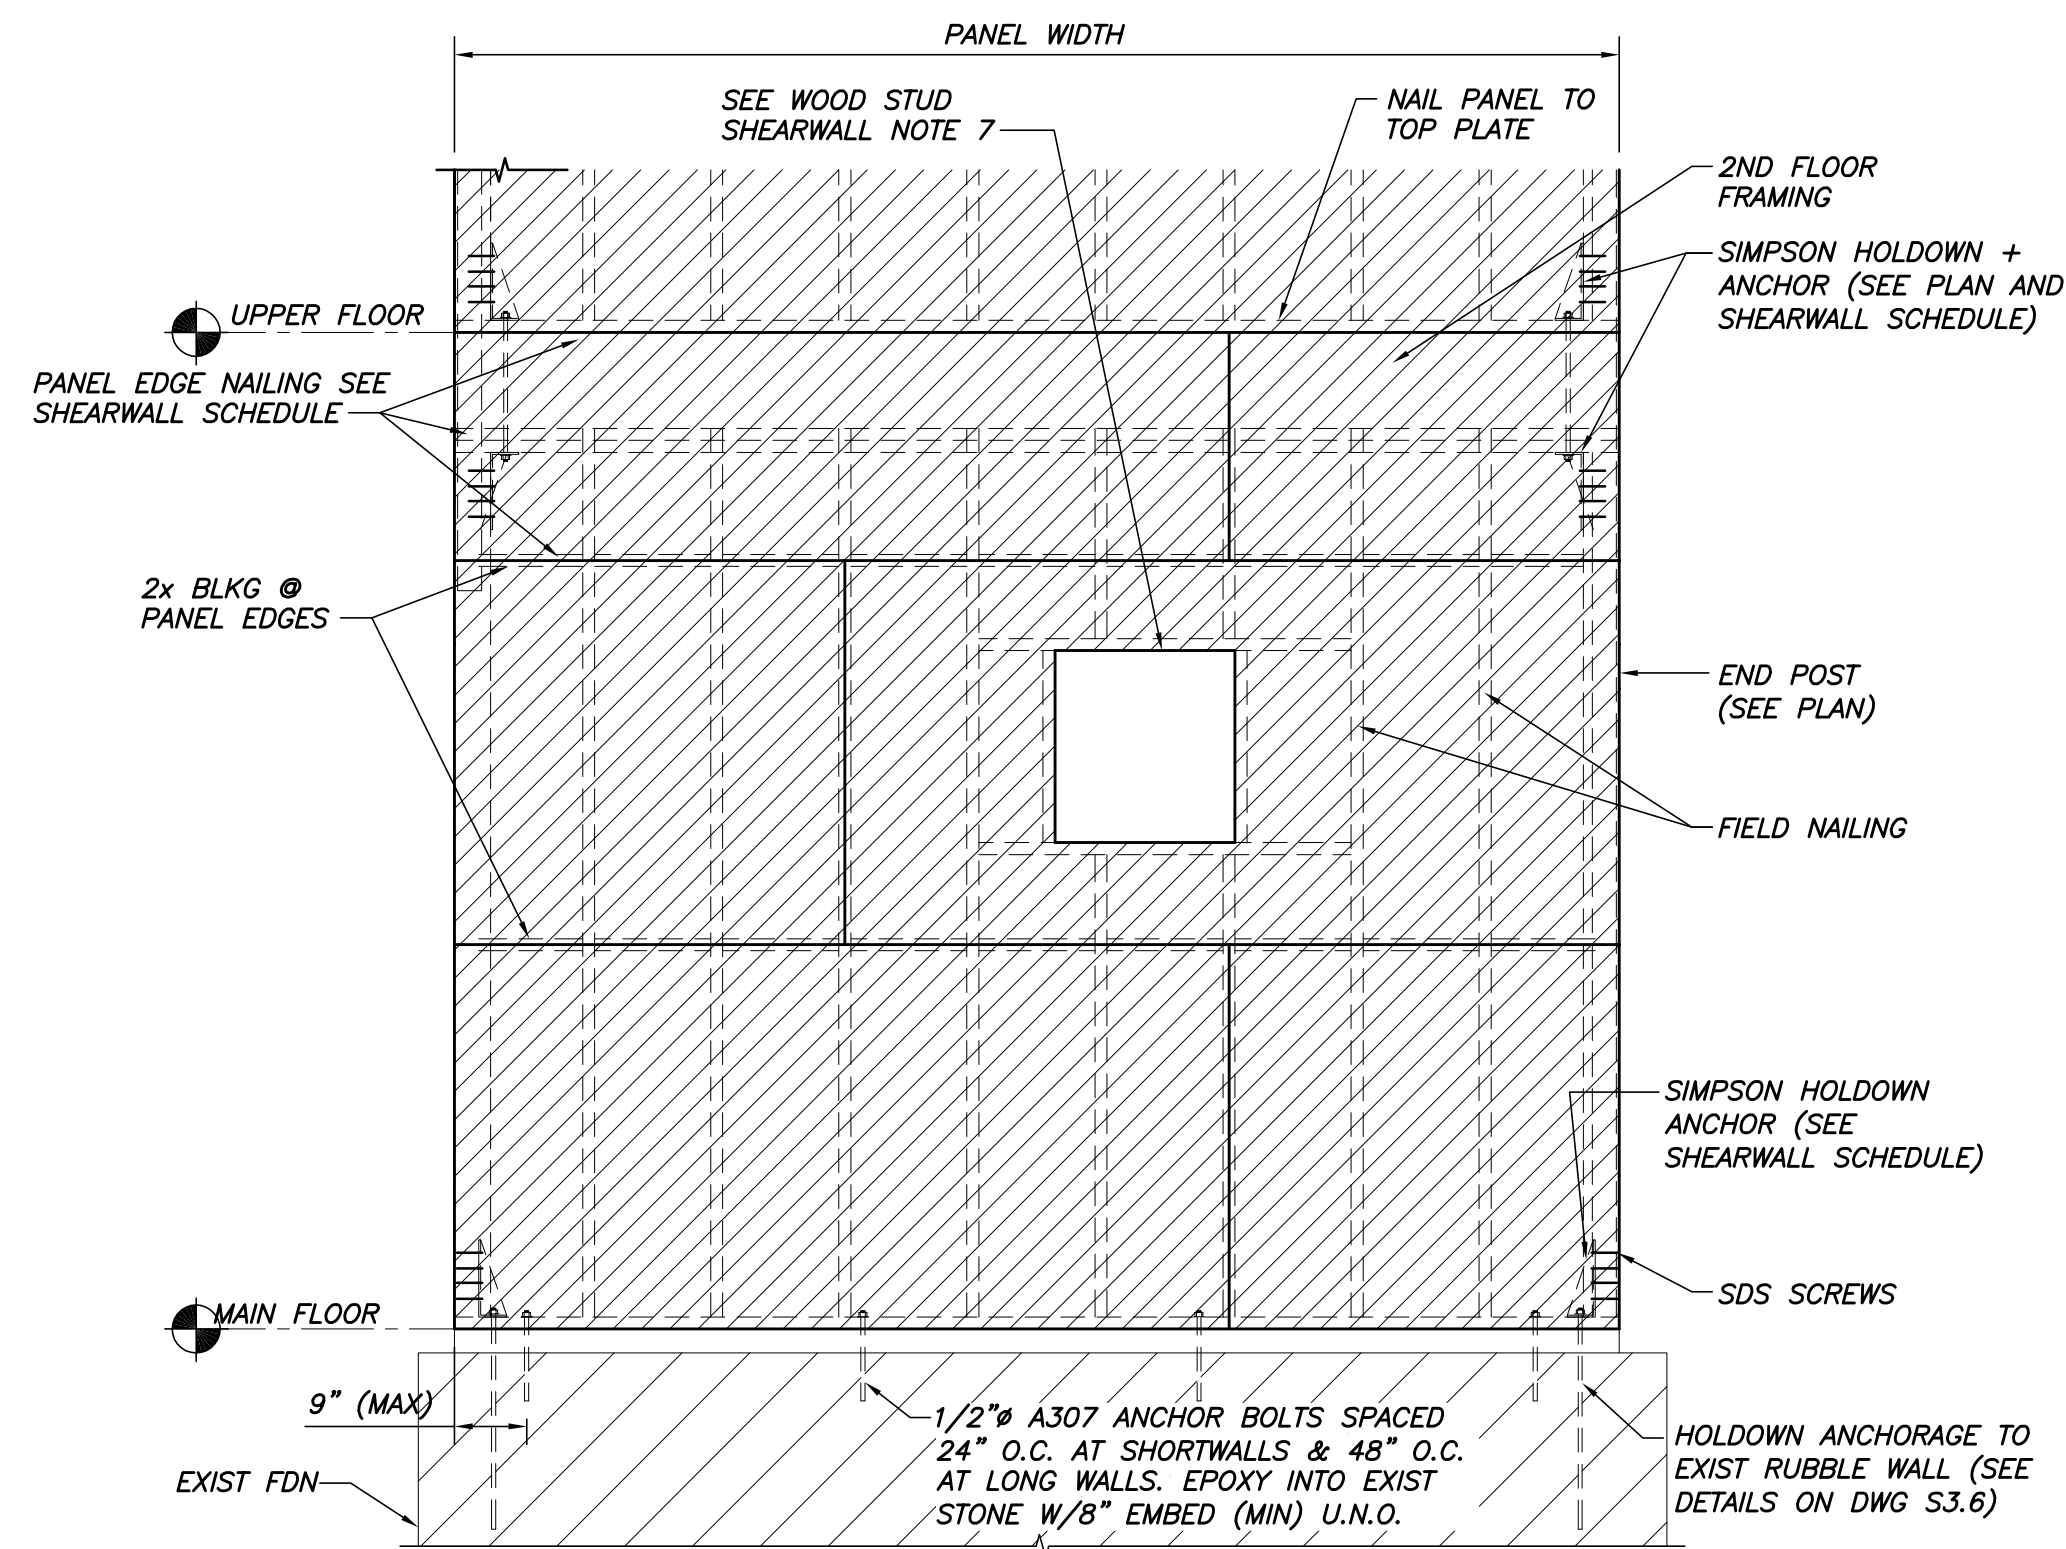 PANEL WIDTH
SEE WOOD STUD
SHEARWALL NOTE 7
NAIL PANEL TO
TOP PLATE
2ND FLOOR
FRAMING
SIMPSON HOLDOWN +
ANCHOR (SEE PLAN AND
SHEARWALL SCHEDULE)
UPPER FLOOR
PANEL EDGE NAILING SEE
SHEARWALL SCHEDULE
2x BLKG @
PANEL EDGES
END POST
(SEE PLAN)
FIELD NAILING
SIMPSON HOLDOWN
ANCHOR (SEE
SHEARWALL SCHEDULE)
SDS SCREWS
MAIN FLOOR
9" (MAX)
EXIST FDN
1/2"ø A307 ANCHOR BOLTS SPACED
24" O.C. AT SHORTWALLS & 48" O.C.
AT LONG WALLS. EPOXY INTO EXIST
STONE W/8" EMBED (MIN) U.N.O.
HOLDOWN ANCHORAGE TO
EXIST RUBBLE WALL (SEE
DETAILS ON DWG S3.6)